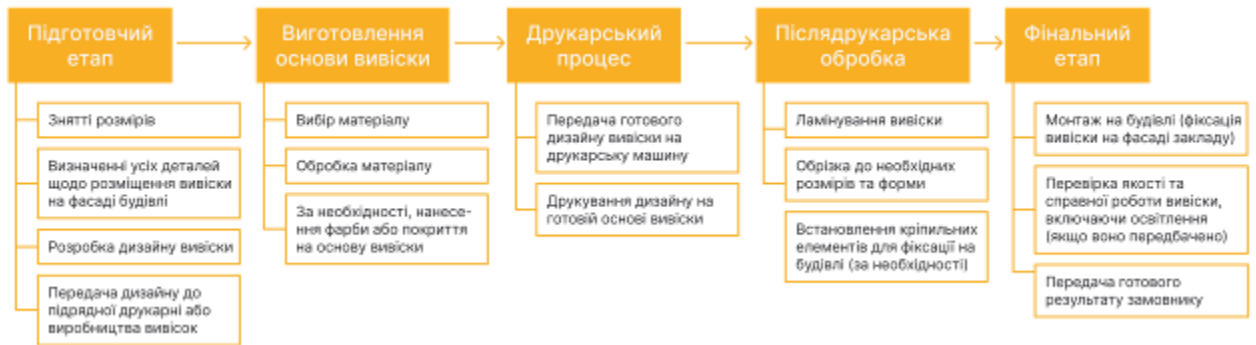 Підготовчий
етап
Знятті розмірів
Визначенні усіх деталей
щодо розміщення вивіски
на фасаді будівлі
Розробка дизайну вивіски
Передача дизайну до
підрядної друкарні або
виробництва вивісок
Виготовлення
основи вивіски
Вибір матеріалу
Обробка матеріалу
За необхідності, нанесе-
ення фарби або покриття
на основу вивіски
Друкарський
процес
Передача готового
дизайну вивіски на
друкарську машину
Друкування дизайну на
готовій основі вивіски
Післядрукарська
обробка
Ламінування вивіски
Обрізка до необхідних
розмірів та форми
Встановлення кріпильних
елементів для фіксації на
будівлі (за необхідності)
Фінальний
етап
Монтаж на будівлі (фіксація
вивіски на фасаді закладу)
Перевірка якості та
справної роботи вивіски,
включаючи освітлення
(якщо воно передбачено)
Передача готового
результату замовнику